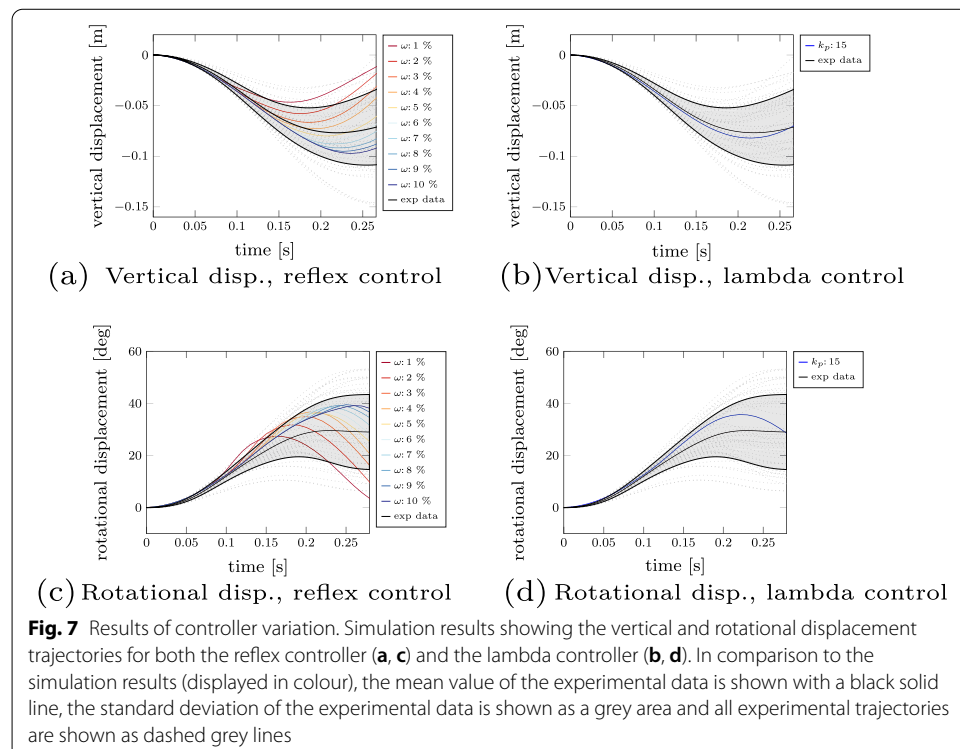 vertical displacement [m]
0
−0.05
−0.1
−0.15
0 0.05 0.1 0.15 0.2 0.25
time [s]
ω: 1 %
ω: 2 %
ω: 3 %
ω: 4 %
ω: 5 %
ω: 6 %
ω: 7 %
ω: 8 %
ω: 9 %
ω: 10 %
exp data
(a) Vertical disp., reflex control
vertical displacement [m]
0
−0.05
−0.1
−0.15
0 0.05 0.1 0.15 0.2 0.25
time [s]
kp: 15
exp data
(b) Vertical disp., lambda control
rotational displacement [deg]
60
40
20
0
0 0.05 0.1 0.15 0.2 0.25
time [s]
ω: 1 %
ω: 2 %
ω: 3 %
ω: 4 %
ω: 5 %
ω: 6 %
ω: 7 %
ω: 8 %
ω: 9 %
ω: 10 %
exp data
(c) Rotational disp., reflex control
rotational displacement [deg]
60
40
20
0
0 0.05 0.1 0.15 0.2 0.25
time [s]
kp: 15
exp data
(d) Rotational disp., lambda control
Fig. 7 Results of controller variation. Simulation results showing the vertical and rotational displacement
trajectories for both the reflex controller (a, c) and the lambda controller (b, d). In comparison to the
simulation results (displayed in colour), the mean value of the experimental data is shown with a black solid
line, the standard deviation of the experimental data is shown as a grey area and all experimental trajectories
are shown as dashed grey lines